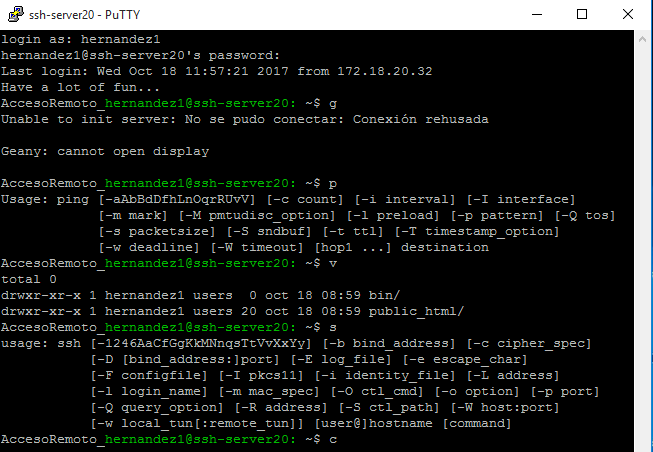 ssh-server20 - PuTTY
login as: hernandez1
hernandez1@ssh-server20's password:
Last login: Wed Oct 18 11:57:21 2017 from 172.18.20.32
Have a lot of fun...
AccesoRemoto_hernandez1@ssh-server20: ~$ g
Unable to init server: No se pudo conectar: Conexión rehusada
Geany: cannot open display
AccesoRemoto_hernandez1@ssh-server20: ~$ p
Usage: ping [-aAbBdDfhLnOqrRUvV] [-c count] [-i interval] [-I interface]
[-m mark] [-M pmtudisc_option] [-l preload] [-p pattern] [-Q tos]
[-s packetsize] [-S sndbuf] [-t ttl] [-T timestamp_option]
[-w deadline] [-W timeout] [hop1 ...] destination
AccesoRemoto_hernandez1@ssh-server20: ~$ v
total 0
drwxr-xr-x 1 hernandez1 users  0 oct 18 08:59 bin/
drwxr-xr-x 1 hernandez1 users 20 oct 18 08:59 public_html/
AccesoRemoto_hernandez1@ssh-server20: ~$ s
usage: ssh [-1246AaCfGgKkMNnqsTtVvXxYy] [-b bind_address] [-c cipher_spec]
[-D [bind_address:]port] [-E log_file] [-e escape_char]
[-F configfile] [-I pkcs11] [-i identity_file] [-L address]
[-l login_name] [-m mac_spec] [-O ctl_cmd] [-o option] [-p port]
[-Q query_option] [-R address] [-S ctl_path] [-W host:port]
[-w local_tun[:remote_tun]] [user@]hostname [command]
AccesoRemoto_hernandez1@ssh-server20: ~$ c